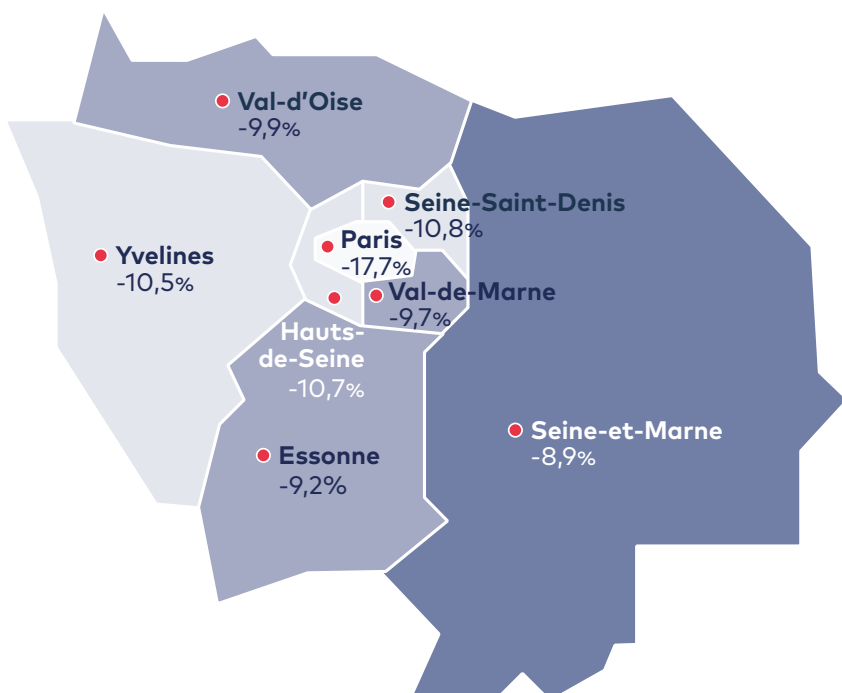 Val-d'Oise
-9,9%
Seine-Saint-Denis
-10,8%
Paris
-17,7%
Yvelines
-10,5%
Val-de-Marne
-9,7%
Hauts-
de-Seine
-10,7%
Seine-et-Marne
-8,9%
Essonne
-9,2%